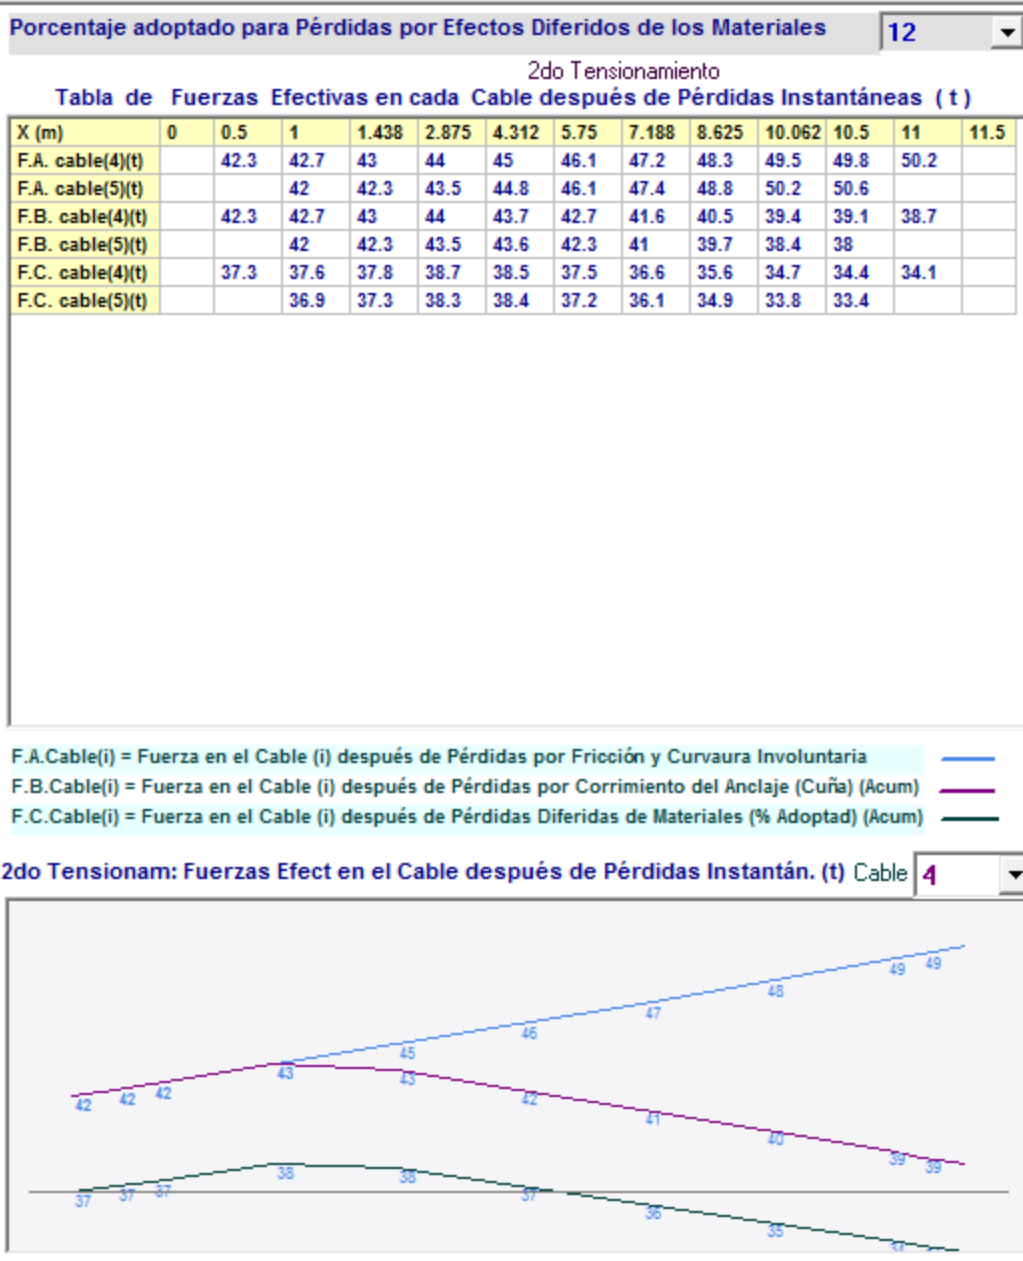 Porcentaje adoptado para Pérdidas por Efectos Diferidos de los Materiales 12
2do Tensionamiento
Tabla de Fuerzas Efectivas en cada Cable después de Pérdidas Instantáneas ( t )
X (m) 0 0.5 1 1.438 2.875 4.312 5.75 7.188 8.625 10.062 10.5 11 11.5
F.A. cable(4)(t) 42.3 42.7 43 44 45 46.1 47.2 48.3 49.5 49.8 50.2
F.A. cable(5)(t) 42 42.3 43.5 44.8 46.1 47.4 48.8 50.2 50.6
F.B. cable(4)(t) 42.3 42.7 43 44 43.7 42.7 41.6 40.5 39.4 39.1 38.7
F.B. cable(5)(t) 42 42.3 43.5 43.6 42.3 41 39.7 38.4 38
F.C. cable(4)(t) 37.3 37.6 37.8 38.7 38.5 37.5 36.6 35.6 34.7 34.4 34.1
F.C. cable(5)(t) 36.9 37.3 38.3 38.4 37.2 36.1 34.9 33.8 33.4
F.A.Cable(i) = Fuerza en el Cable (i) después de Pérdidas por Fricción y Curvaura Involuntaria
F.B.Cable(i) = Fuerza en el Cable (i) después de Pérdidas por Corrimiento del Anclaje (Cuña) (Acum)
F.C.Cable(i) = Fuerza en el Cable (i) después de Pérdidas Diferidas de Materiales (% Adoptad) (Acum)
2do Tensionam: Fuerzas Efect en el Cable después de Pérdidas Instantán. (t) Cable 4
45 46 47 48 49 49
42 42 42 43 43 42 41 40 39 39
37 37 37 38 38 37 36 35 34